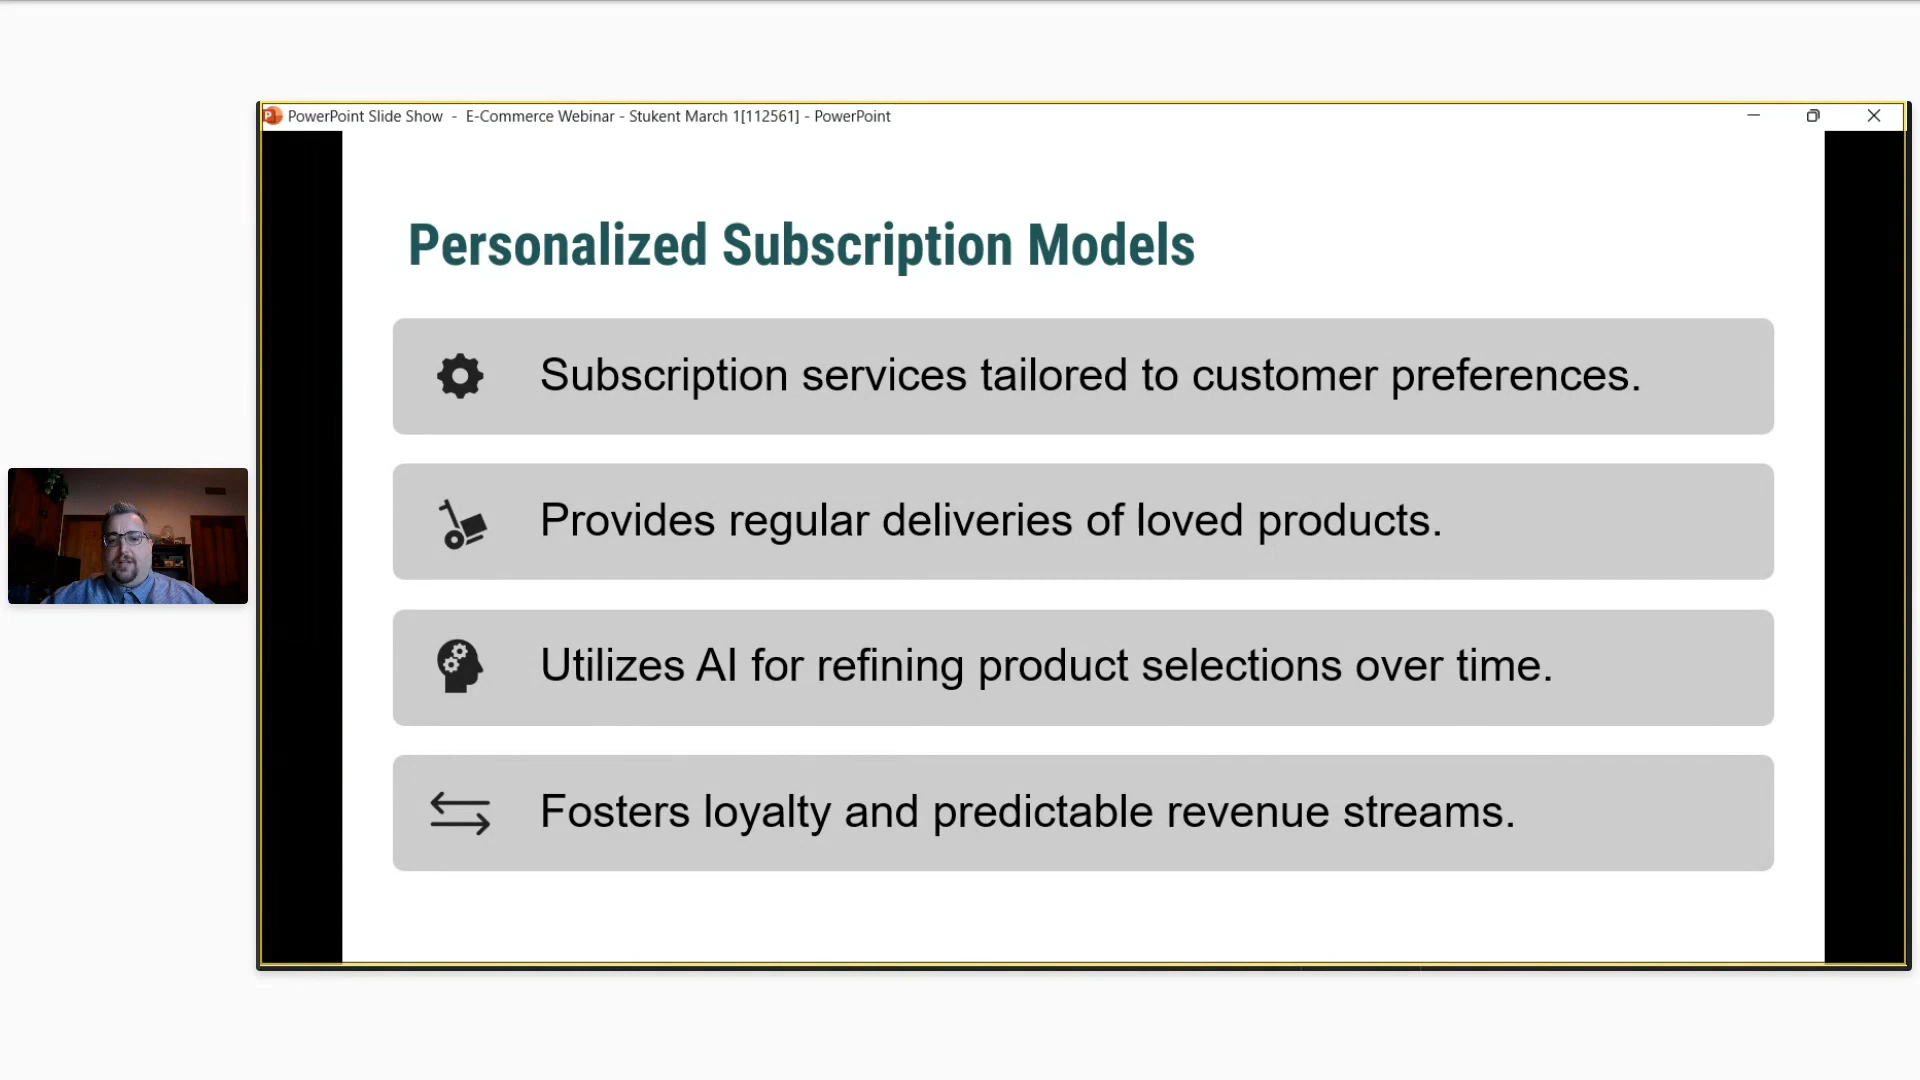 PowerPoint Slide Show - E-Commerce Webinar - Stukent March 1[112561] - PowerPoint
Personalized Subscription Models
Subscription services tailored to customer preferences.
Provides regular deliveries of loved products.
Utilizes AI for refining product selections over time.
Fosters loyalty and predictable revenue streams.